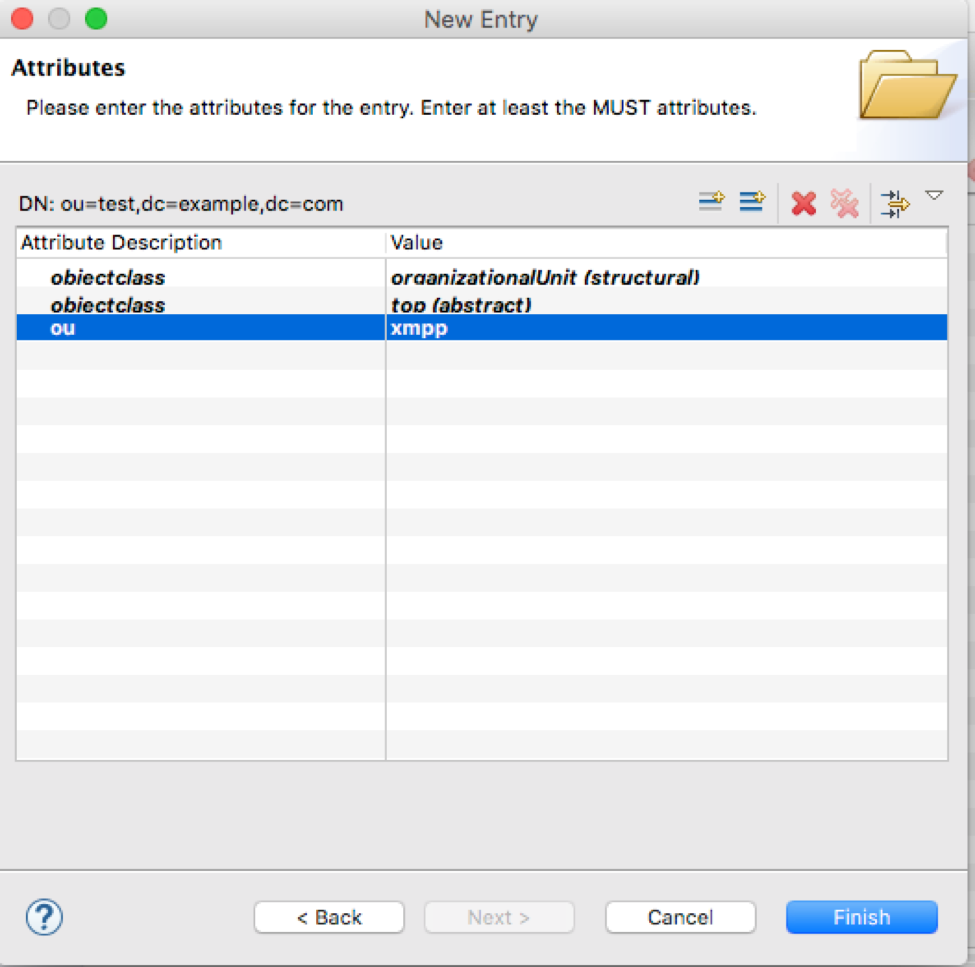 New Entry
Attributes
Please enter the attributes for the entry. Enter at least the MUST attributes.
DN: ou=test,dc=example,dc=com
Attribute Description Value
objectclass organizationalUnit (structural)
objectclass top (abstract)
ou xmpp
? < Back Next > Cancel Finish